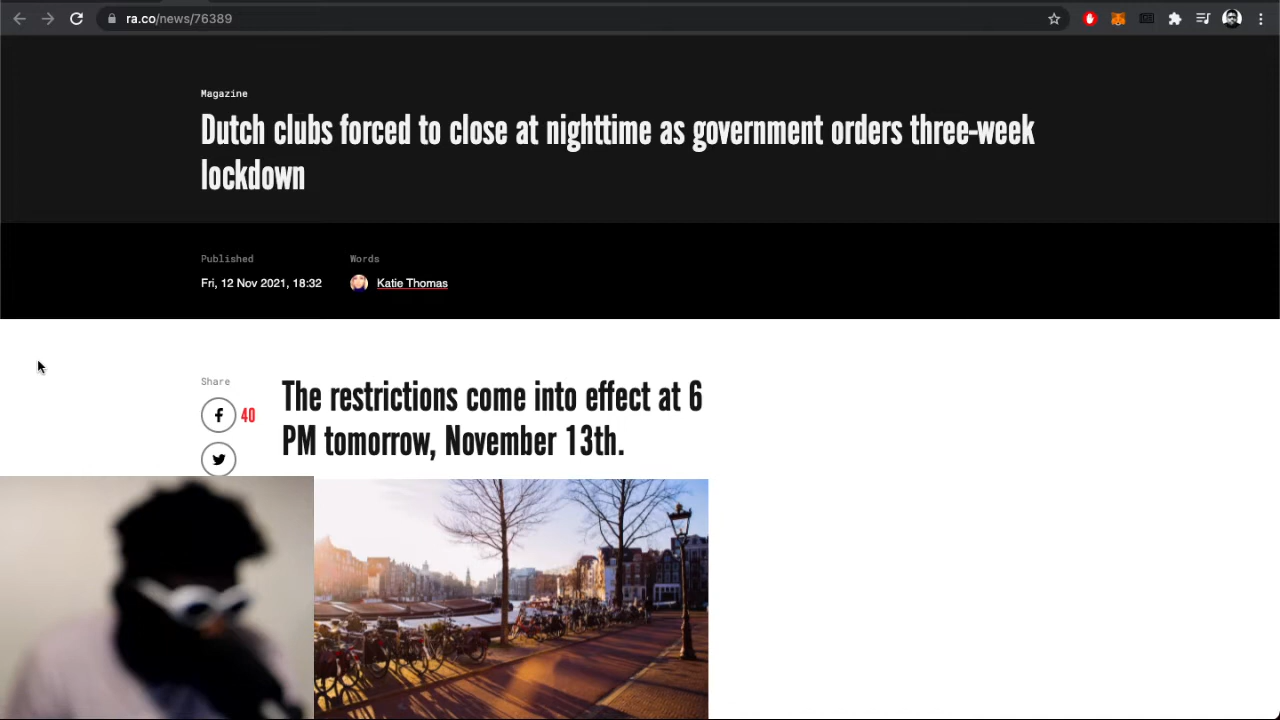 ra.co/news/76389
Magazine
Dutch clubs forced to close at nighttime as government orders three-week
lockdown
Published
Words
Fri, 12 Nov 2021, 18:32
Katie Thomas
Share
40
The restrictions come into effect at 6
PM tomorrow, November 13th.